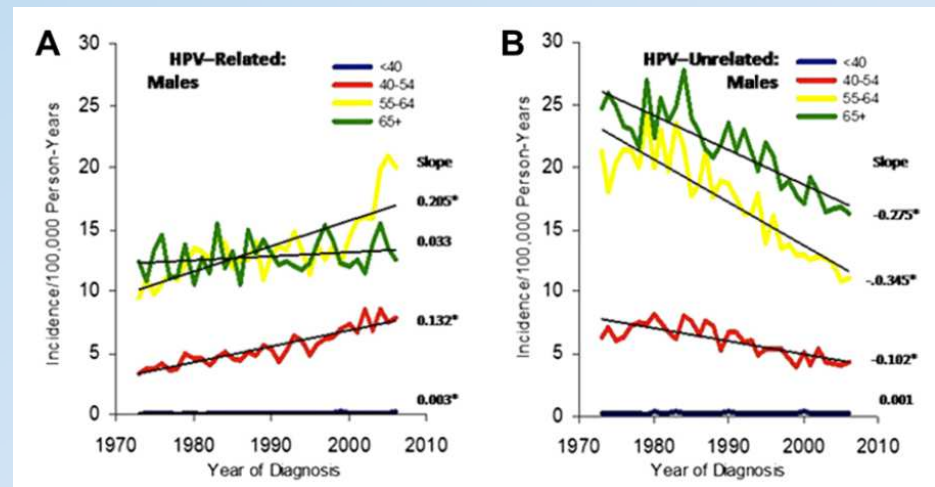 A
HPV–Related:
Males
<40
40-54
55-64
65+
Slope
0.205*
0.033
0.132*
0.003*
30
25
20
15
10
5
0
Incidence/100,000 Person-Years
1970 1980 1990 2000 2010
Year of Diagnosis
B
HPV–Unrelated:
Males
<40
40-54
55-64
65+
Slope
-0.275*
-.0.345*
-0.102*
0.001
30
25
20
15
10
5
0
Incidence/100,000 Person-Years
1970 1980 1990 2000 2010
Year of Diagnosis